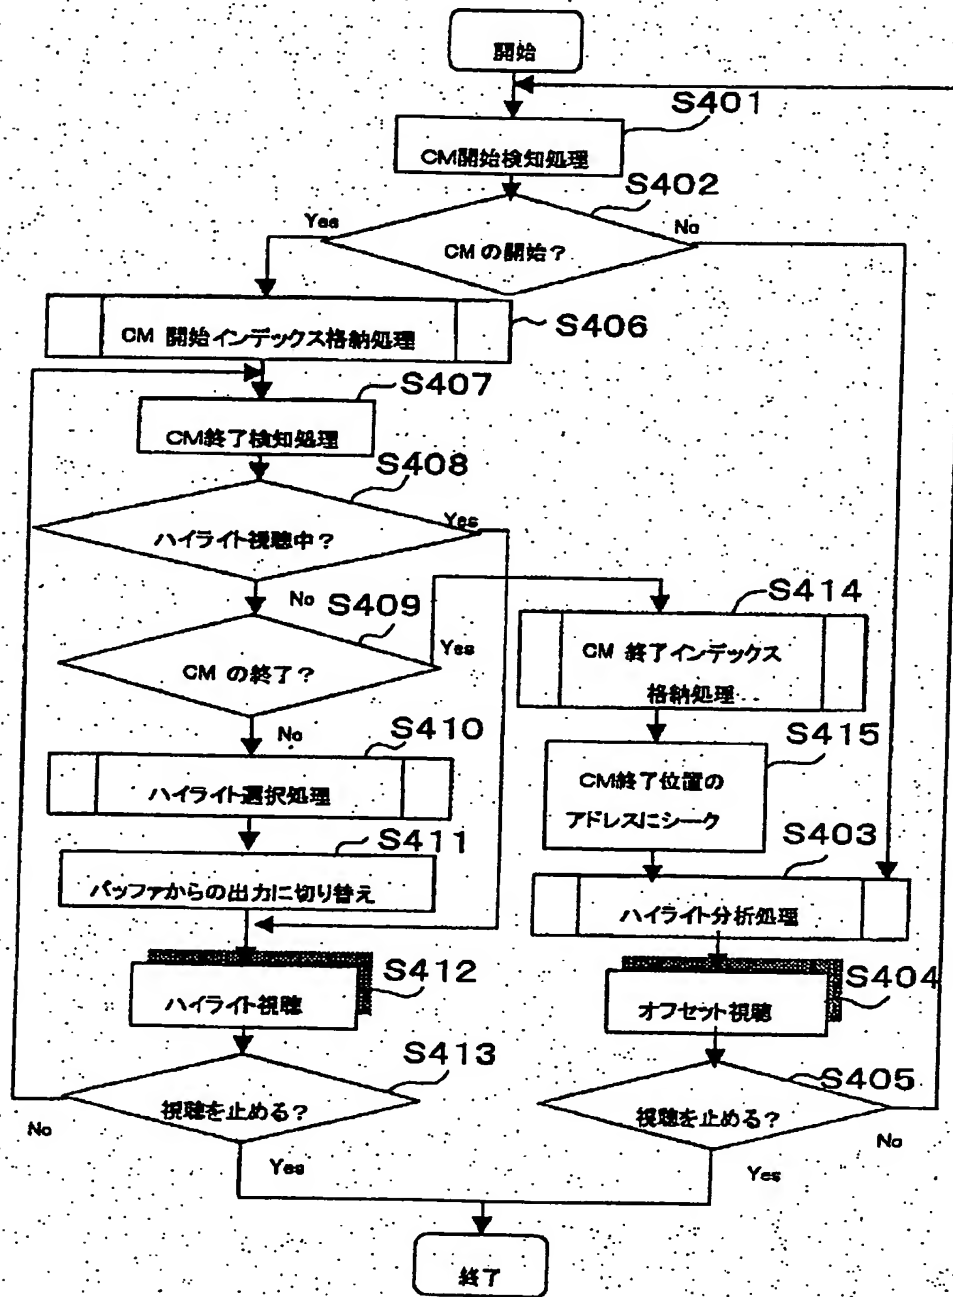 開始
S401
CM開始検知処理
S402
Yes
No
CM の開始?
CM 開始インデックス格納処理
S406
S407
CM終了検知処理
S408
ハイライト視聴中?
Yes
No
S409
CM の終了?
Yes
S414
CM 終了インデックス
格納処理
No
S410
ハイライト選択処理
S415
CM終了位置の
アドレスにシーク
S411
バッファからの出力に切り替え
S403
ハイライト分析処理
S412
ハイライト視聴
S404
オフセット視聴
S413
視聴を止める?
No
Yes
S405
視聴を止める?
No
Yes
終了